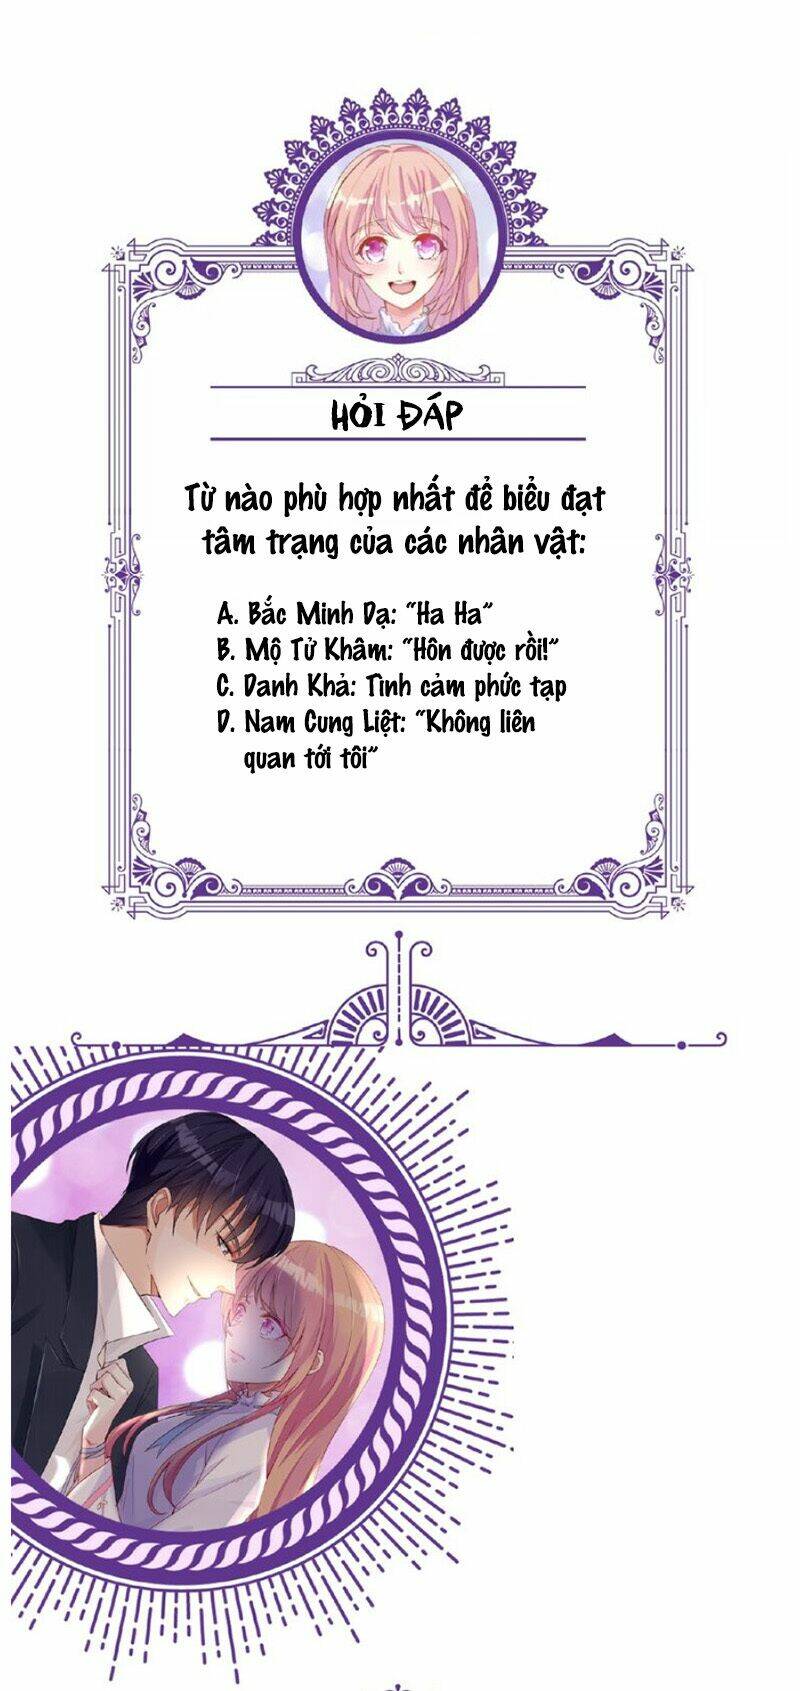 HỎI ĐÁP
Từ nào phù hợp nhất để biểu đạt
tâm trạng của các nhân vật:
A. Bắc Minh Dạ: "Ha Ha"
B. Mộ Tử Khâm: "Hôn được rồi!"
C. Danh Khả: Tình cảm phức tạp
D. Nam Cung Liệt: "Không liên
quan tới tôi"